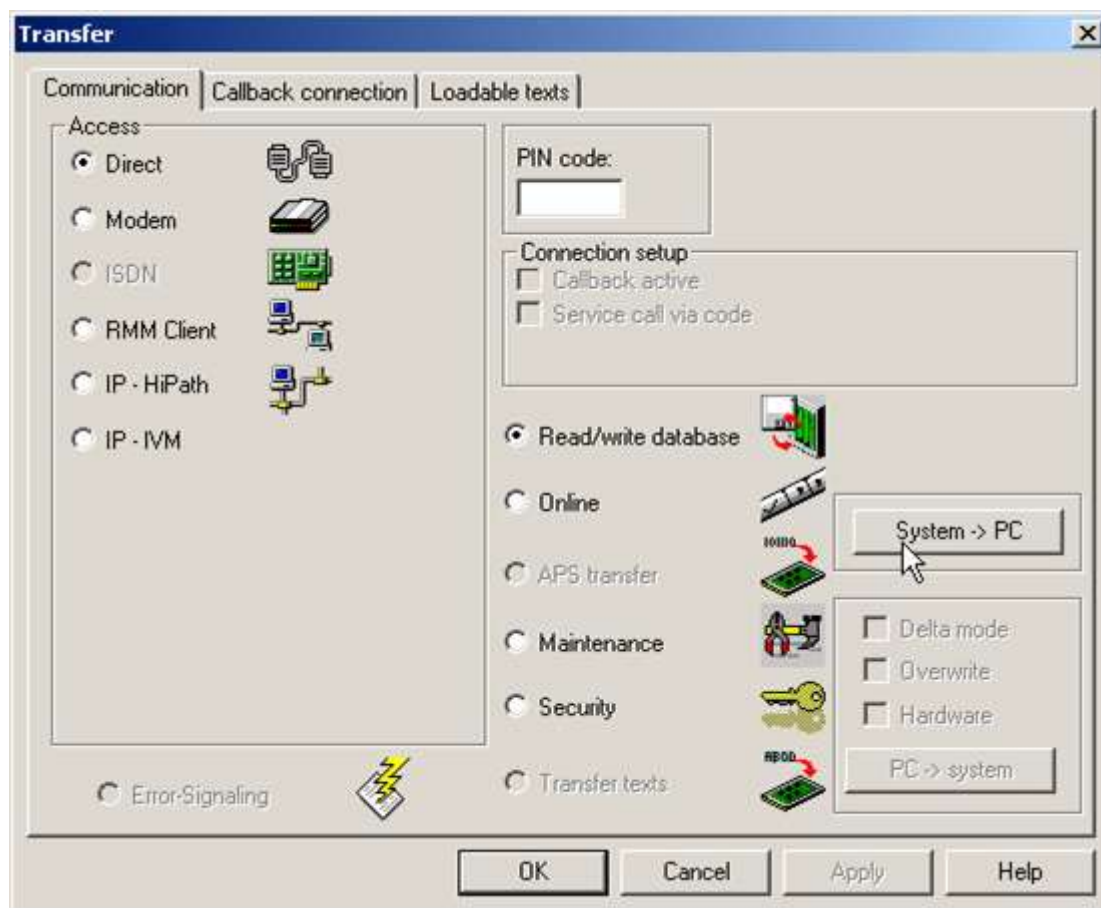 Transfer
Communication
Callback connection
Loadable texts
Access
Direct
Modem
ISDN
RMM Client
IP - HiPath
IP - IVM
Error-Signaling
PIN code:
Connection setup
Callback active
Service call via code
Read/write database
Online
APS transfer
Maintenance
Security
Transfer texts
System -> PC
Delta mode
Overwrite
Hardware
PC -> system
OK
Cancel
Apply
Help